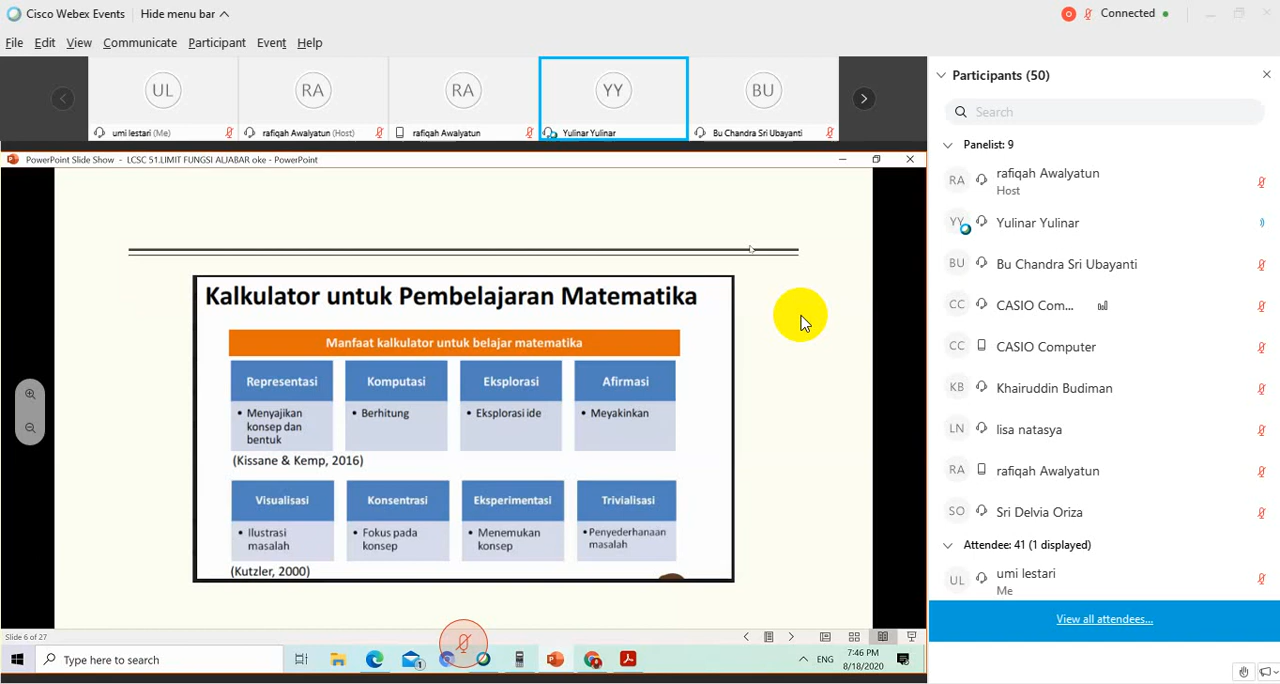 Cisco Webex Events Hide menu bar Connected
File Edit View Communicate Participant Event Help
UL RA RA YY BU
umi lestari (Me) rafiqah Awalyatun (Host) rafiqah Awalyatun Yulinar Yulinar Bu Chandra Sri Ubayanti
PowerPoint Slide Show - LCSC 51.LIMIT FUNGSI ALJABAR oke - PowerPoint
Kalkulator untuk Pembelajaran Matematika
Manfaat kalkulator untuk belajar matematika
Representasi Komputasi Eksplorasi Afirmasi
• Menyajikan konsep dan bentuk
• Berhitung
• Eksplorasi ide
• Meyakinkan
(Kissane & Kemp, 2016)
Visualisasi Konsentrasi Eksperimentasi Trivialisasi
• Ilustrasi masalah
• Fokus pada konsep
• Menemukan konsep
• Penyederhanaan masalah
(Kutzler, 2000)
Slide 6 of 27
Type here to search
1
ENG
7:46 PM
8/18/2020
Participants (50)
Search
Panelist: 9
RA rafiqah Awalyatun
Host
YY Yulinar Yulinar
BU Bu Chandra Sri Ubayanti
CC CASIO Com...
CC CASIO Computer
KB Khairuddin Budiman
LN lisa natasya
RA rafiqah Awalyatun
SO Sri Delvia Oriza
Attendee: 41 (1 displayed)
UL umi lestari
Me
View all attendees...